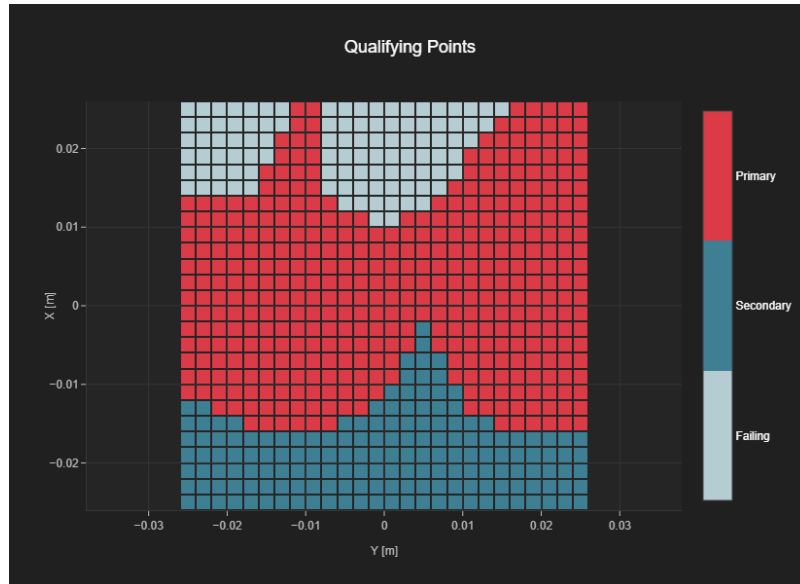 Qualifying Points
0.02
0.01
0
−0.01
−0.02
X [m]
−0.03
−0.02
−0.01
0
0.01
0.02
0.03
Y [m]
Primary
Secondary
Failing